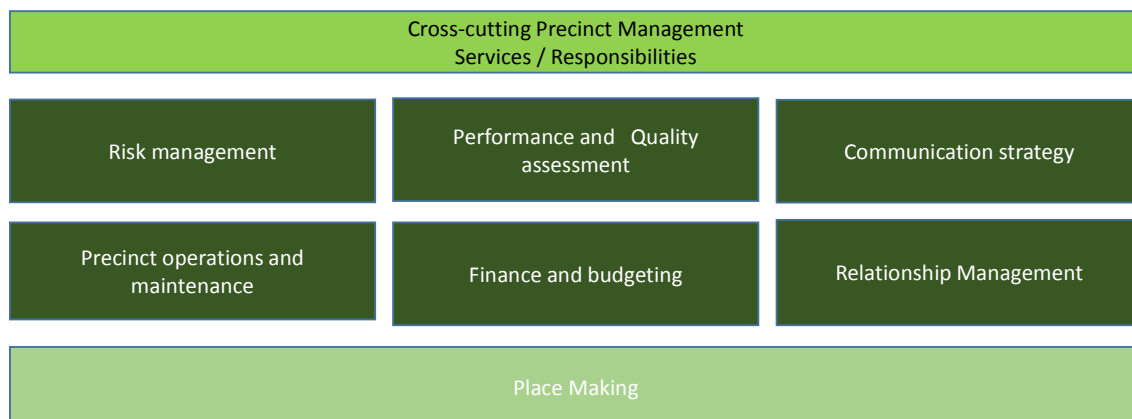 Cross-cutting Precinct Management
Services / Responsibilities
Risk management
Performance and Quality
assessment
Communication strategy
Precinct operations and
maintenance
Finance and budgeting
Relationship Management
Place Making